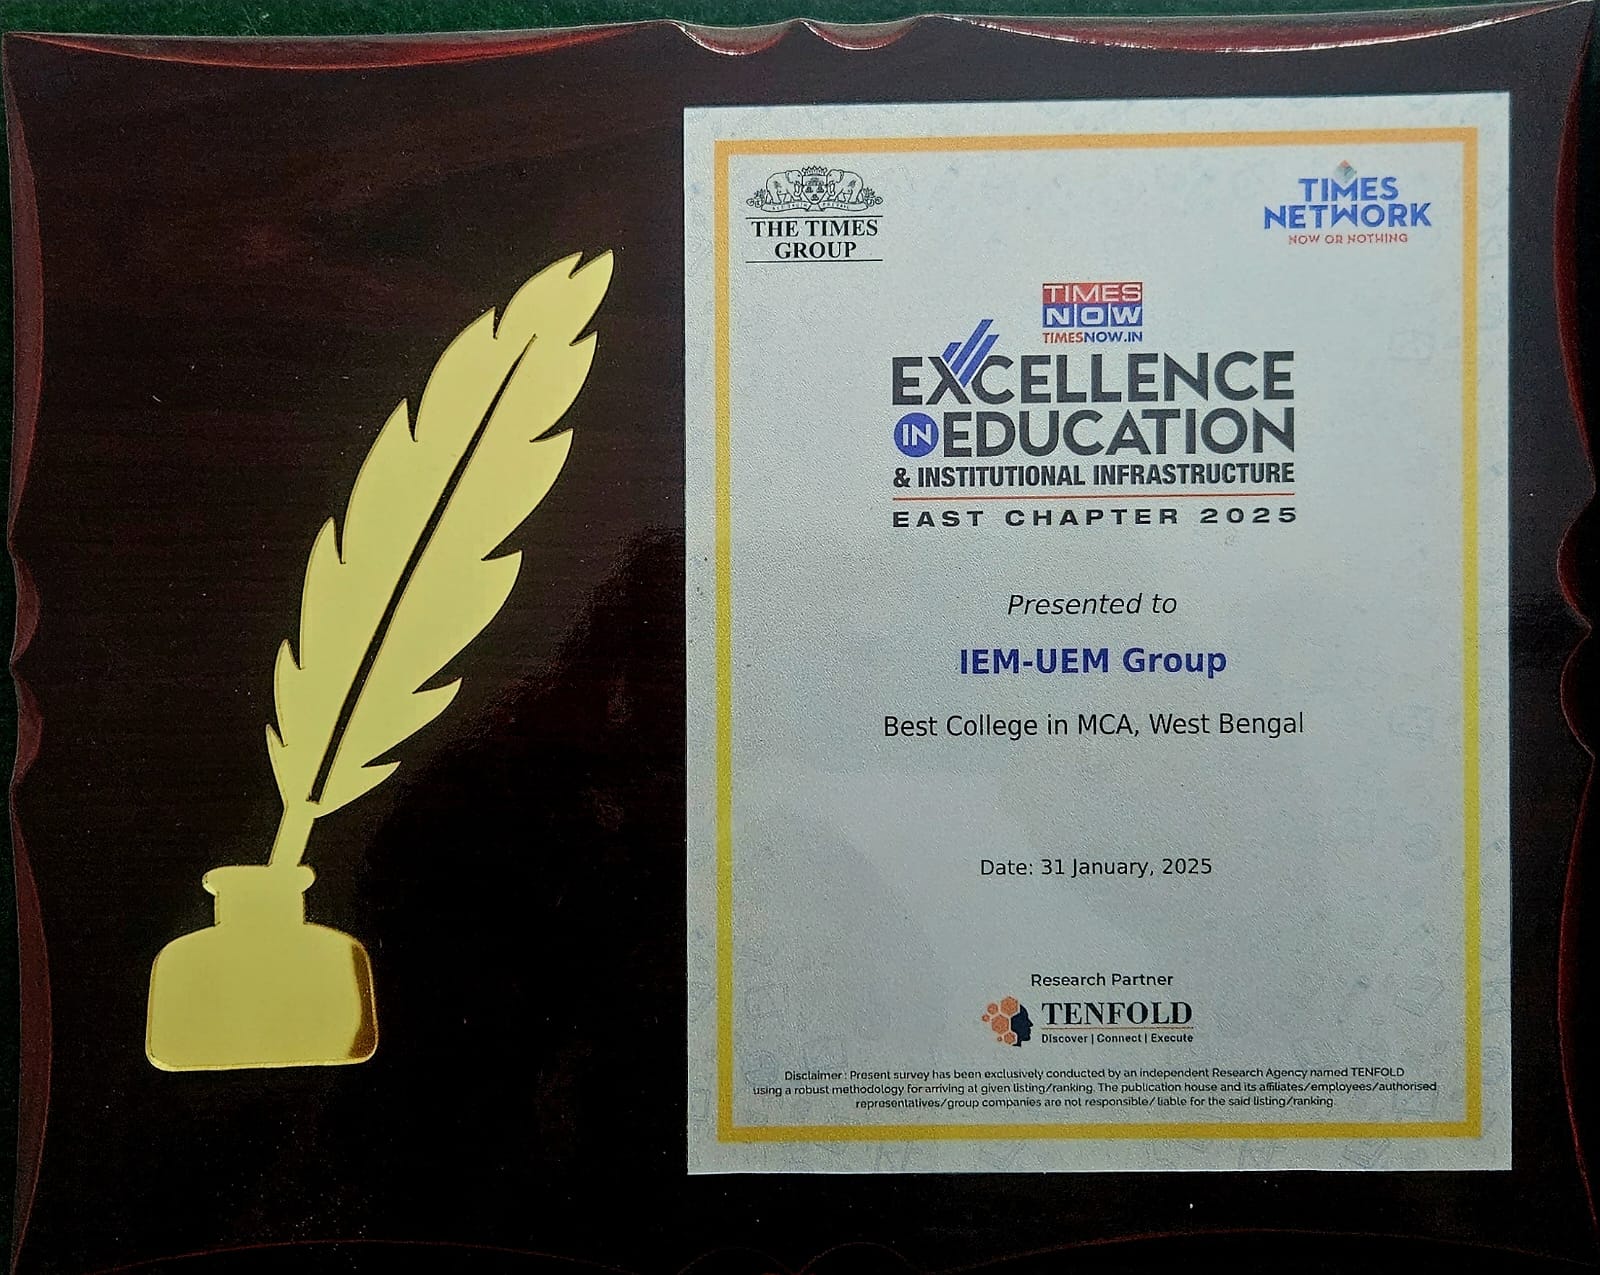 THE TIMES
GROUP
TIMES
NETWORK
NOW OR NOTHING
TIMES
NOW
TIMESNOW.IN
EXCELLENCE
IN EDUCATION
& INSTITUTIONAL INFRASTRUCTURE
EAST CHAPTER 2025
Presented to
IEM-UEM Group
Best College in MCA, West Bengal
Date: 31 January, 2025
Research Partner
TENFOLD
Discover | Connect | Execute
Disclaimer : Present survey has been exclusively conducted by an independent Research Agency named TENFOLD
using a robust methodology for arriving at given listing/ranking. The publication house and its affiliates/employees/authorised
representatives/group companies are not responsible/liable for the said listing/ranking.